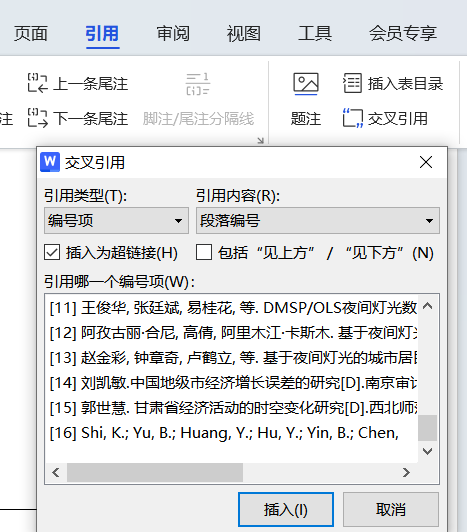 页面 引用 审阅 视图 工具 会员专享
上一条尾注 插入表目录
注 下一条尾注 脚注/尾注分隔线 题注 交叉引用
W 交叉引用
引用类型(T): 引用内容(R):
编号项 段落编号
插入为超链接(H) 包括“见上方” / “见下方”(N)
引用哪一个编号项(W):
[11] 王俊华, 张廷斌, 易桂花, 等. DMSP/OLS夜间灯光数
[12] 阿孜古丽·合尼, 高倩, 阿里木江·卡斯木. 基于夜间灯光
[13] 赵金彩, 钟章奇, 卢鹤立, 等. 基于夜间灯光的城市居民
[14] 刘凯敏.中国地级市经济增长误差的研究[D].南京审计
[15] 郭世慧. 甘肃省经济活动的时空变化研究[D].西北师范
[16] Shi, K.; Yu, B.; Huang, Y.; Hu, Y.; Yin, B.; Chen,
插入(I) 取消